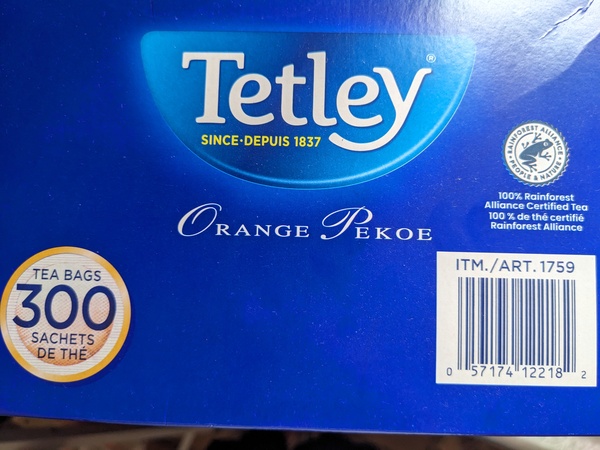 Tetley®
SINCE·DEPUIS 1837
ORANGE PEKOE
RAINFOREST ALLIANCE
PEOPLE & NATURE
100% Rainforest
Alliance Certified Tea
100 % de thé certifié
Rainforest Alliance
TEA BAGS
300
SACHETS
DE THÉ
ITM./ART. 1759
0 57174 12218 2